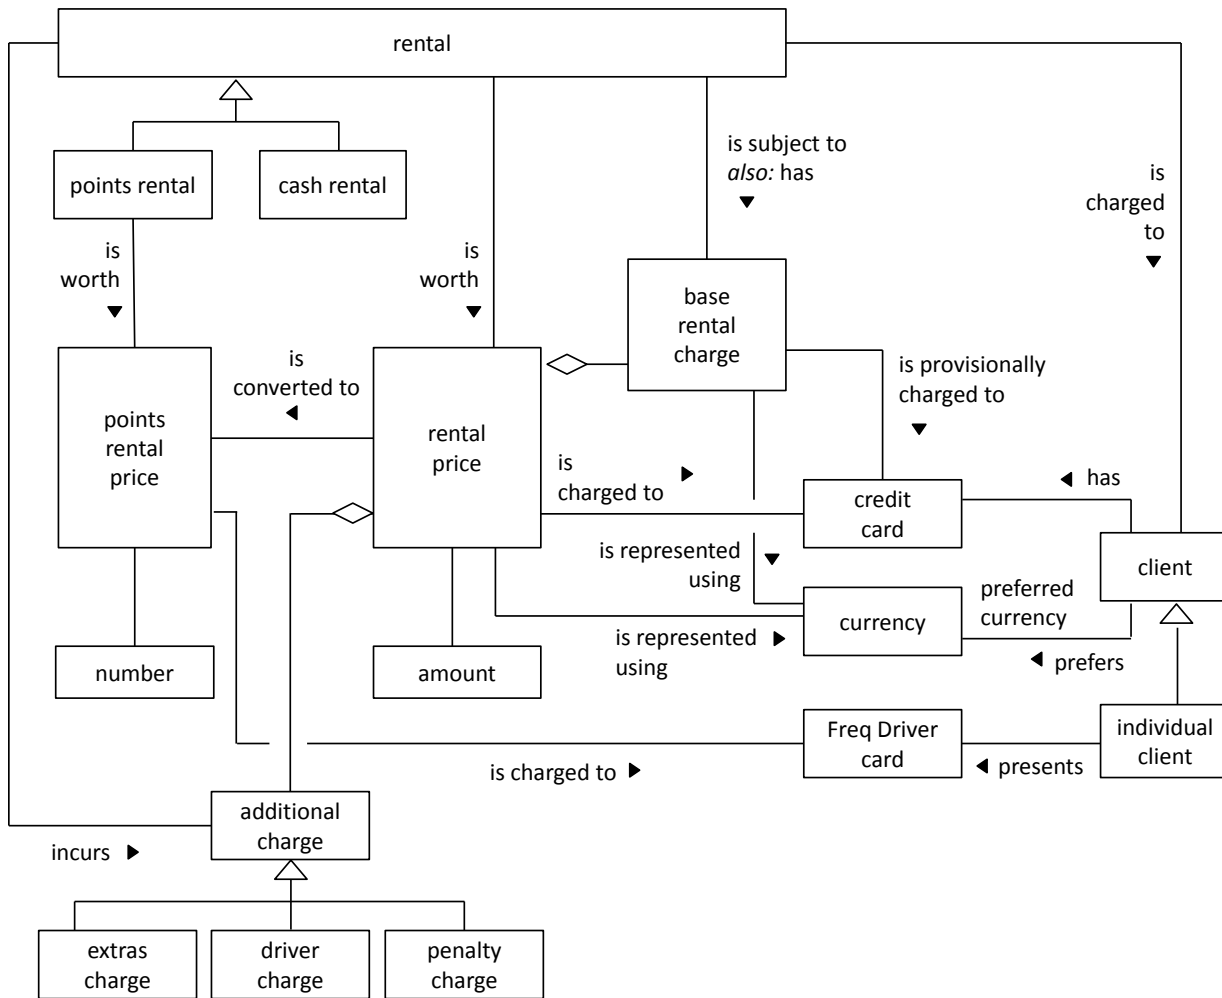 rental
points rental
cash rental
is subject to
also: has
is
charged
to
is
worth
is
worth
base
rental
charge
is
converted to
is provisionally
charged to
points
rental
price
rental
price
is
charged to
has
credit
card
is represented
using
client
preferred
currency
currency
is represented
using
prefers
number
amount
Freq Driver
card
individual
client
is charged to
presents
additional
charge
incurs
extras
charge
driver
charge
penalty
charge